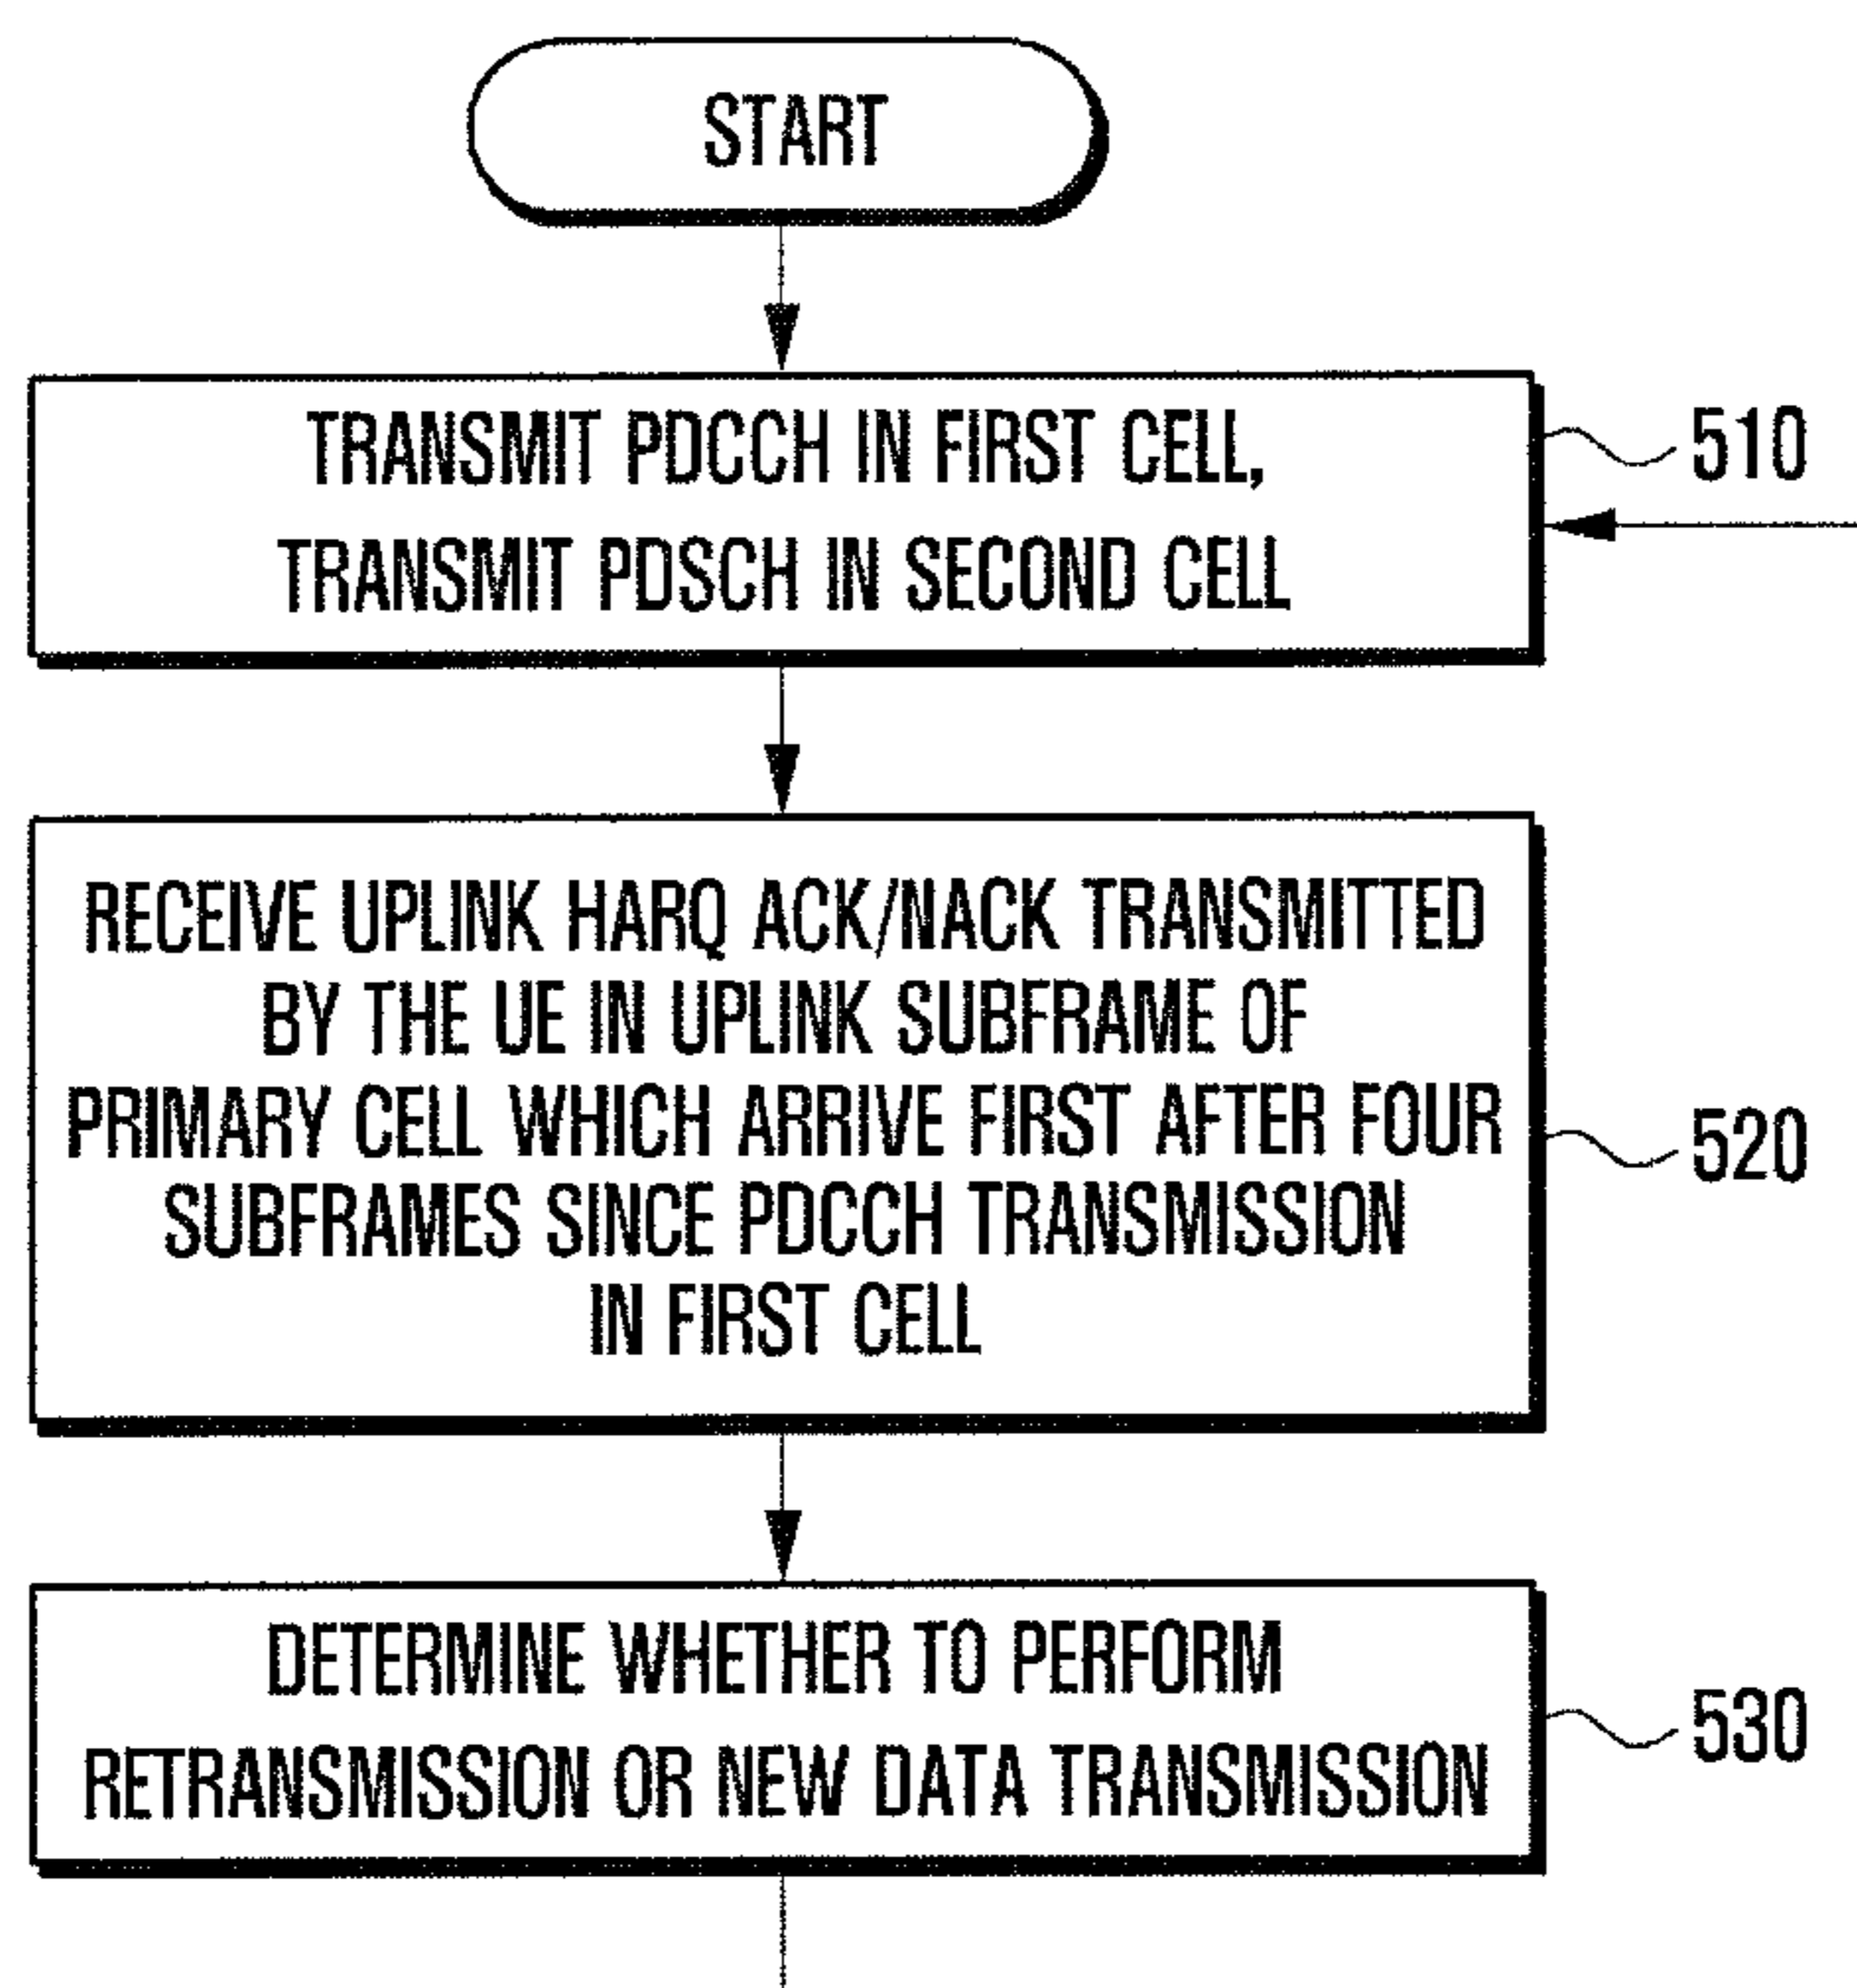 START
TRANSMIT PDCCH IN FIRST CELL,
TRANSMIT PDSCH IN SECOND CELL
510
RECEIVE UPLINK HARQ ACK/NACK TRANSMITTED
BY THE UE IN UPLINK SUBFRAME OF
PRIMARY CELL WHICH ARRIVE FIRST AFTER FOUR
SUBFRAMES SINCE PDCCH TRANSMISSION
IN FIRST CELL
520
DETERMINE WHETHER TO PERFORM
RETRANSMISSION OR NEW DATA TRANSMISSION
530